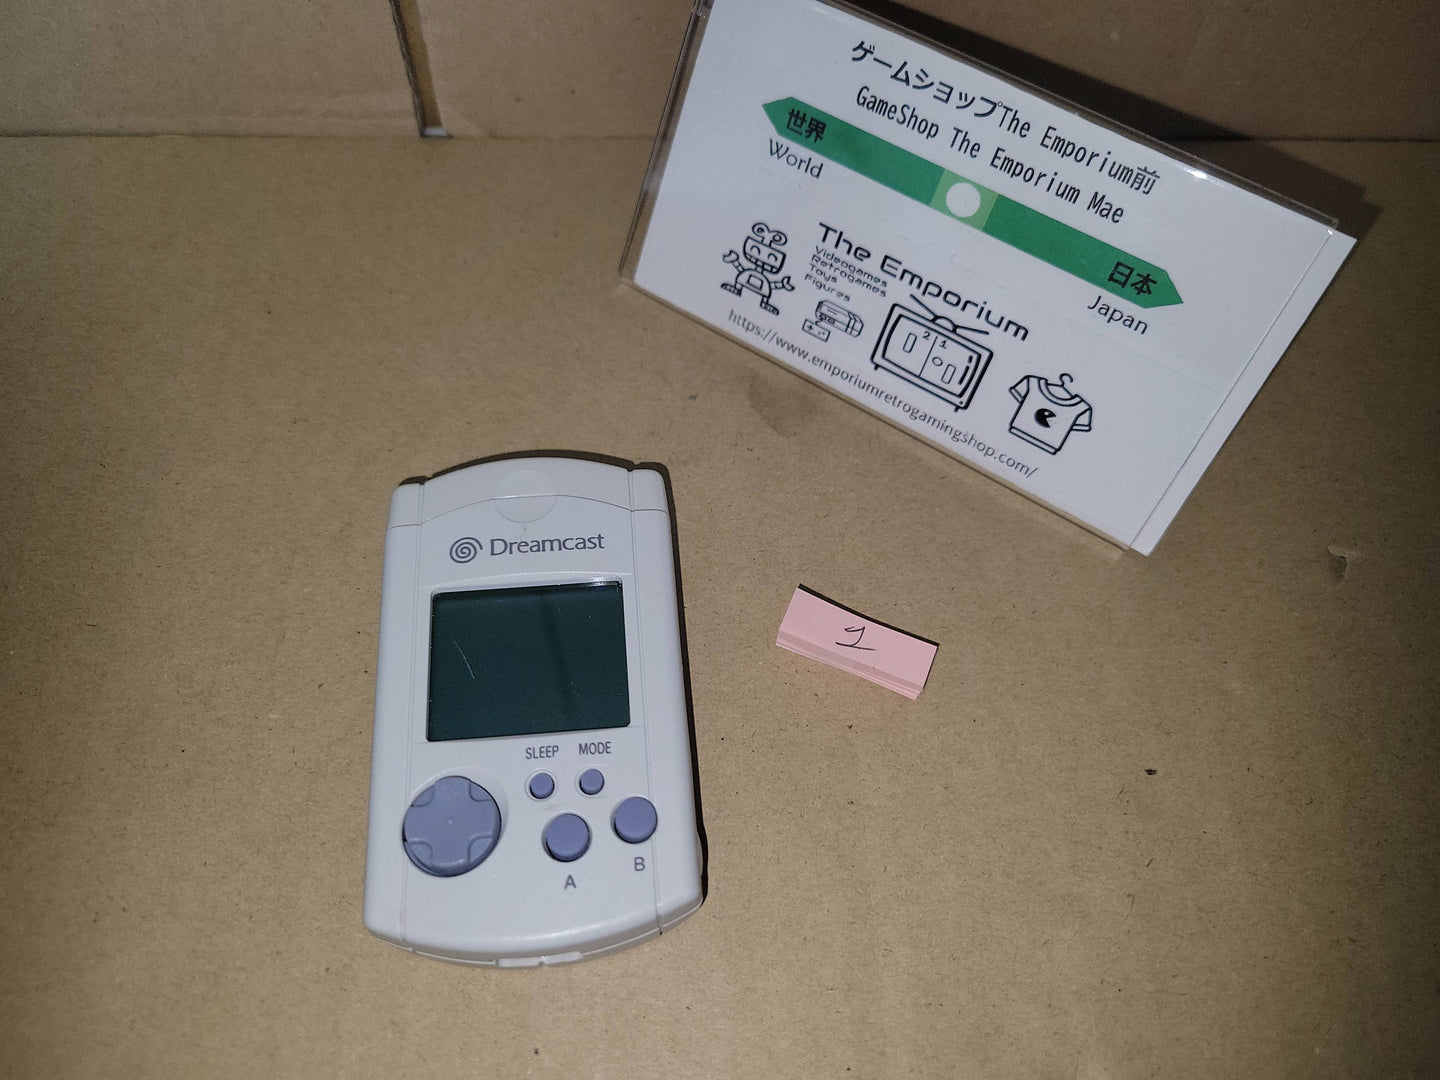 ゲームショップThe Emporium前
GameShop The Emporium Mae
世界
World
日本
Japan
The Emporium
Videogames
Retrogames
Toys
Figures
2 1
https://www.emporiumretrogamingshop.com/
Dreamcast
SLEEP MODE
A
B
1